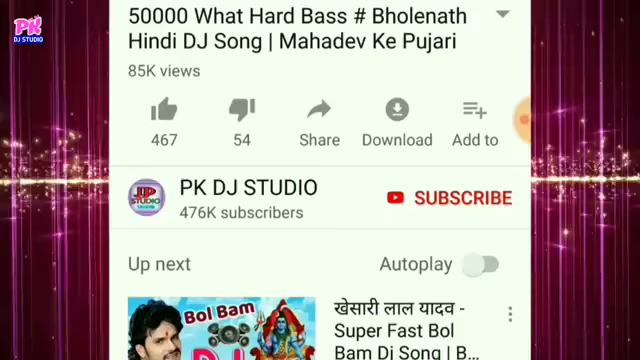 PK
DJ STUDIO
50000 What Hard Bass # Bholenath
Hindi DJ Song | Mahadev Ke Pujari
85K views
467
54
Share
Download
Add to
PK DJ STUDIO
476K subscribers
SUBSCRIBE
Up next
Autoplay
Bol Bam
DJ
खेसारी लाल यादव -
Super Fast Bol
Bam Dj Song | B...